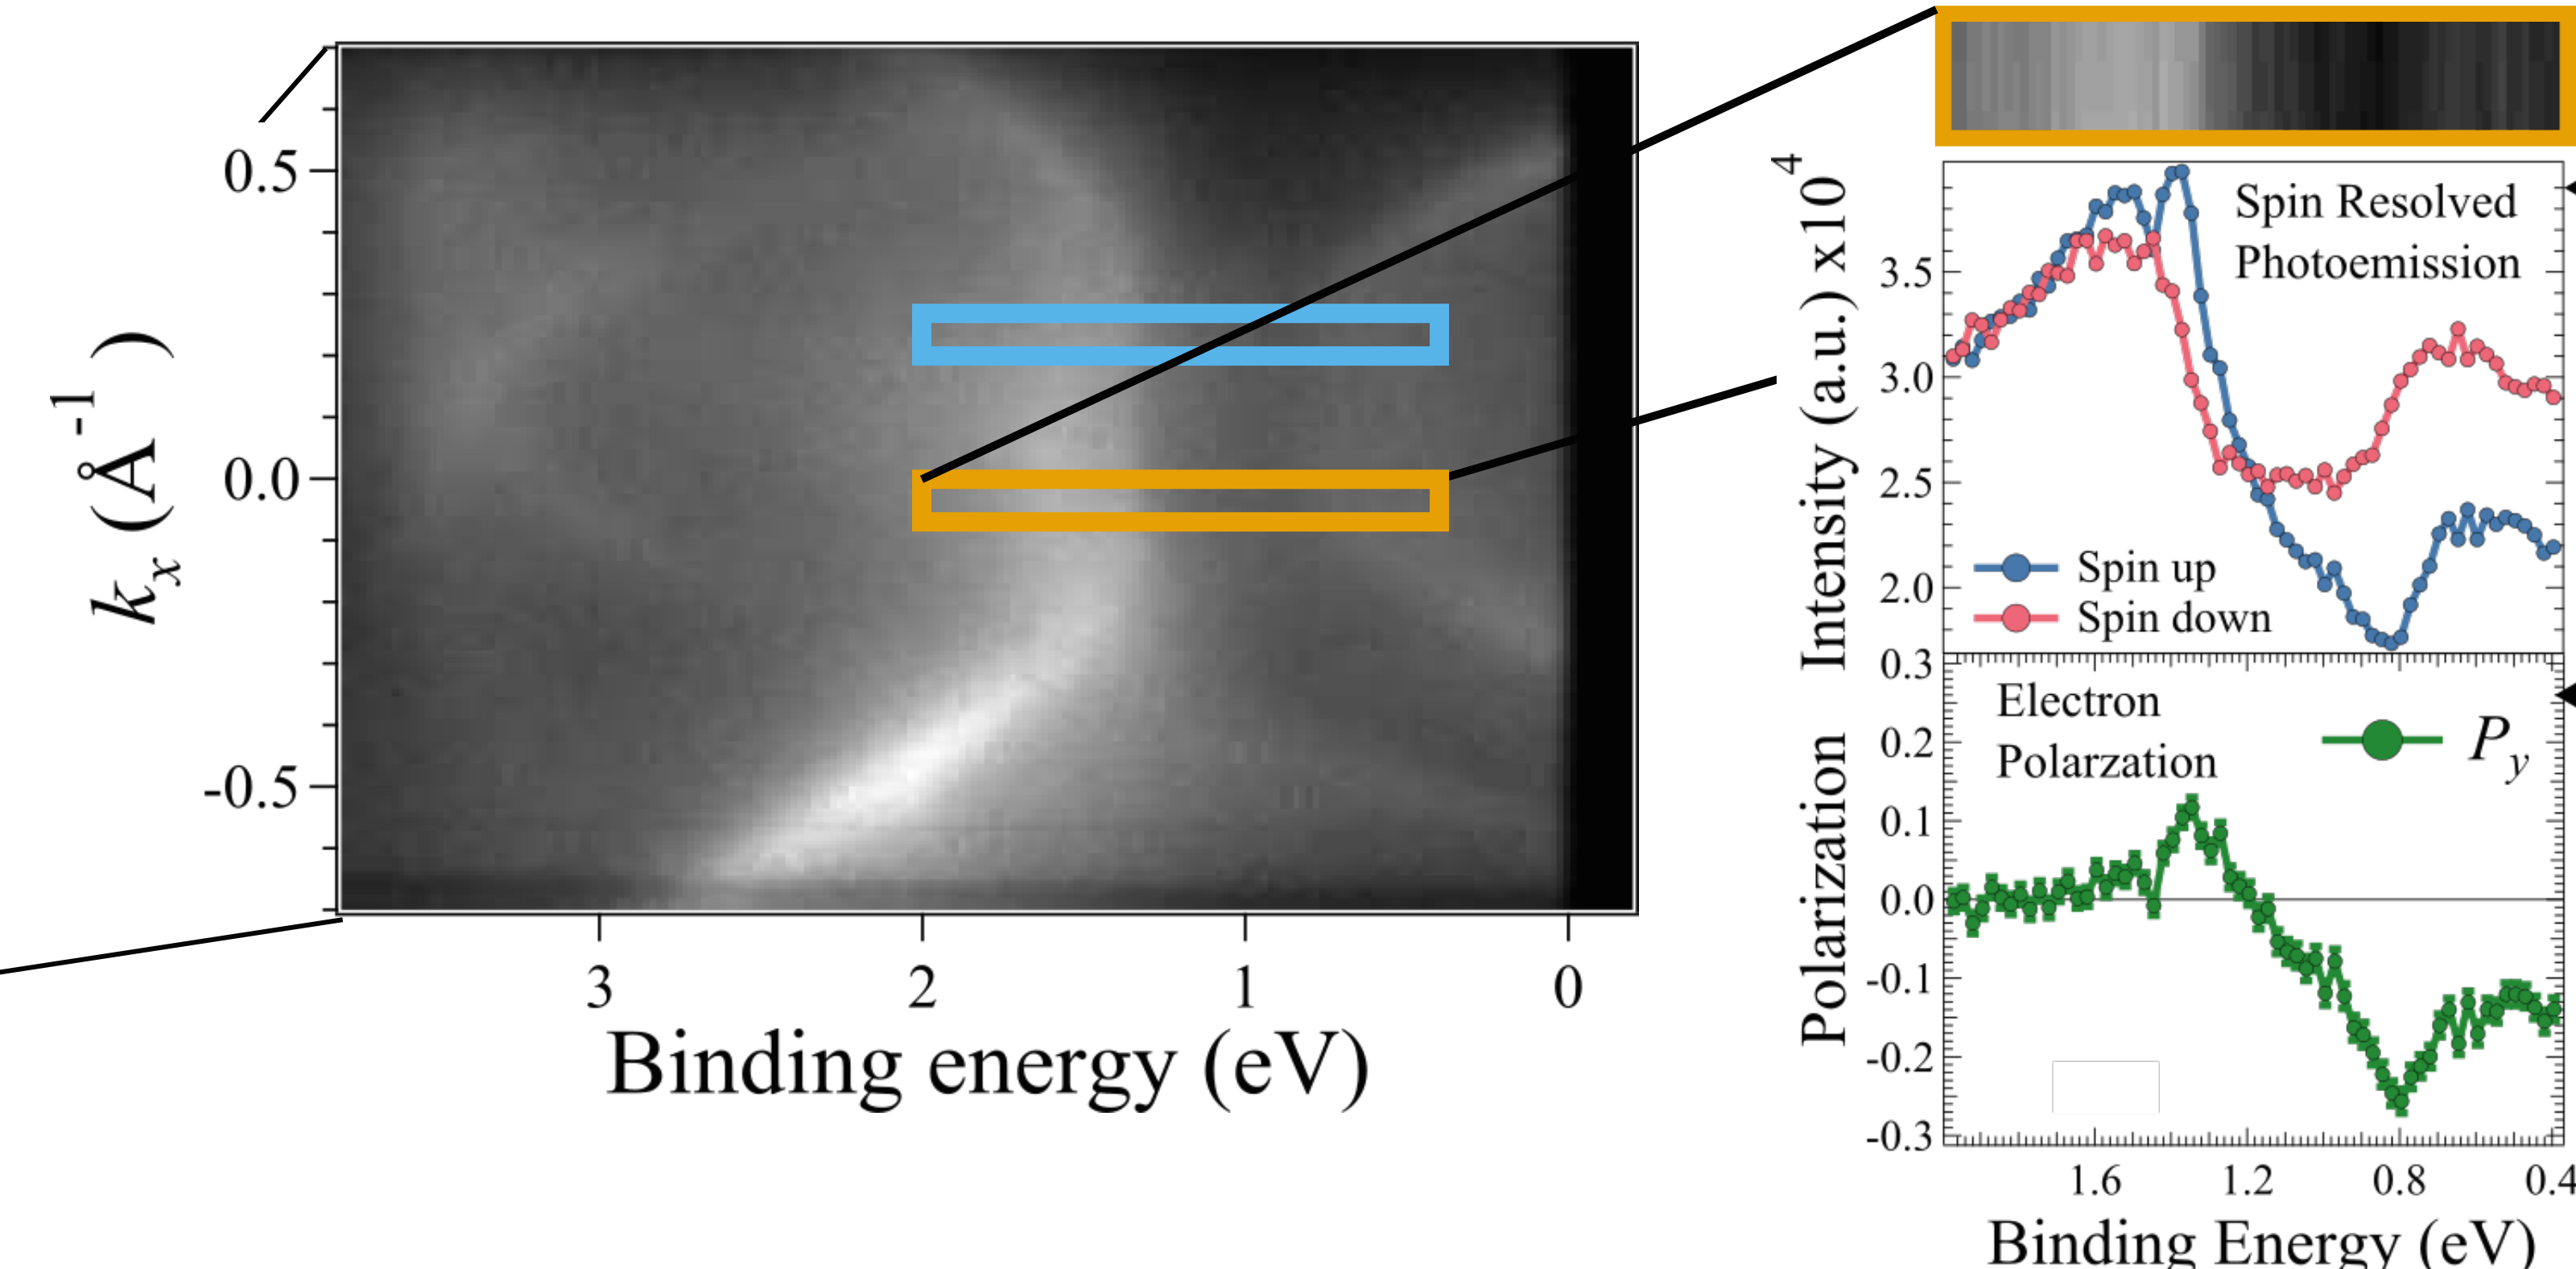 0.5
0.0
-0.5
kx (Å-1)
3 2 1 0
Binding energy (eV)
Intensity (a.u.) x10 4
3.5
3.0
2.5
2.0
Spin Resolved
Photoemission
Spin up
Spin down
Polarization
0.3
0.2
0.1
0.0
-0.1
-0.2
-0.3
Electron
Polarzation
Py
1.6 1.2 0.8 0.4
Binding Energy (eV)